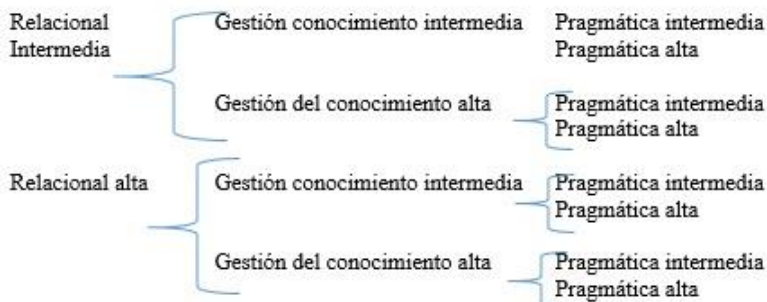 Relacional Gestión conocimiento intermedia Pragmática intermedia
Intermedia Pragmática alta
Gestión del conocimiento alta Pragmática intermedia
Pragmática alta
Relacional alta Gestión conocimiento intermedia Pragmática intermedia
Pragmática alta
Gestión del conocimiento alta Pragmática intermedia
Pragmática alta